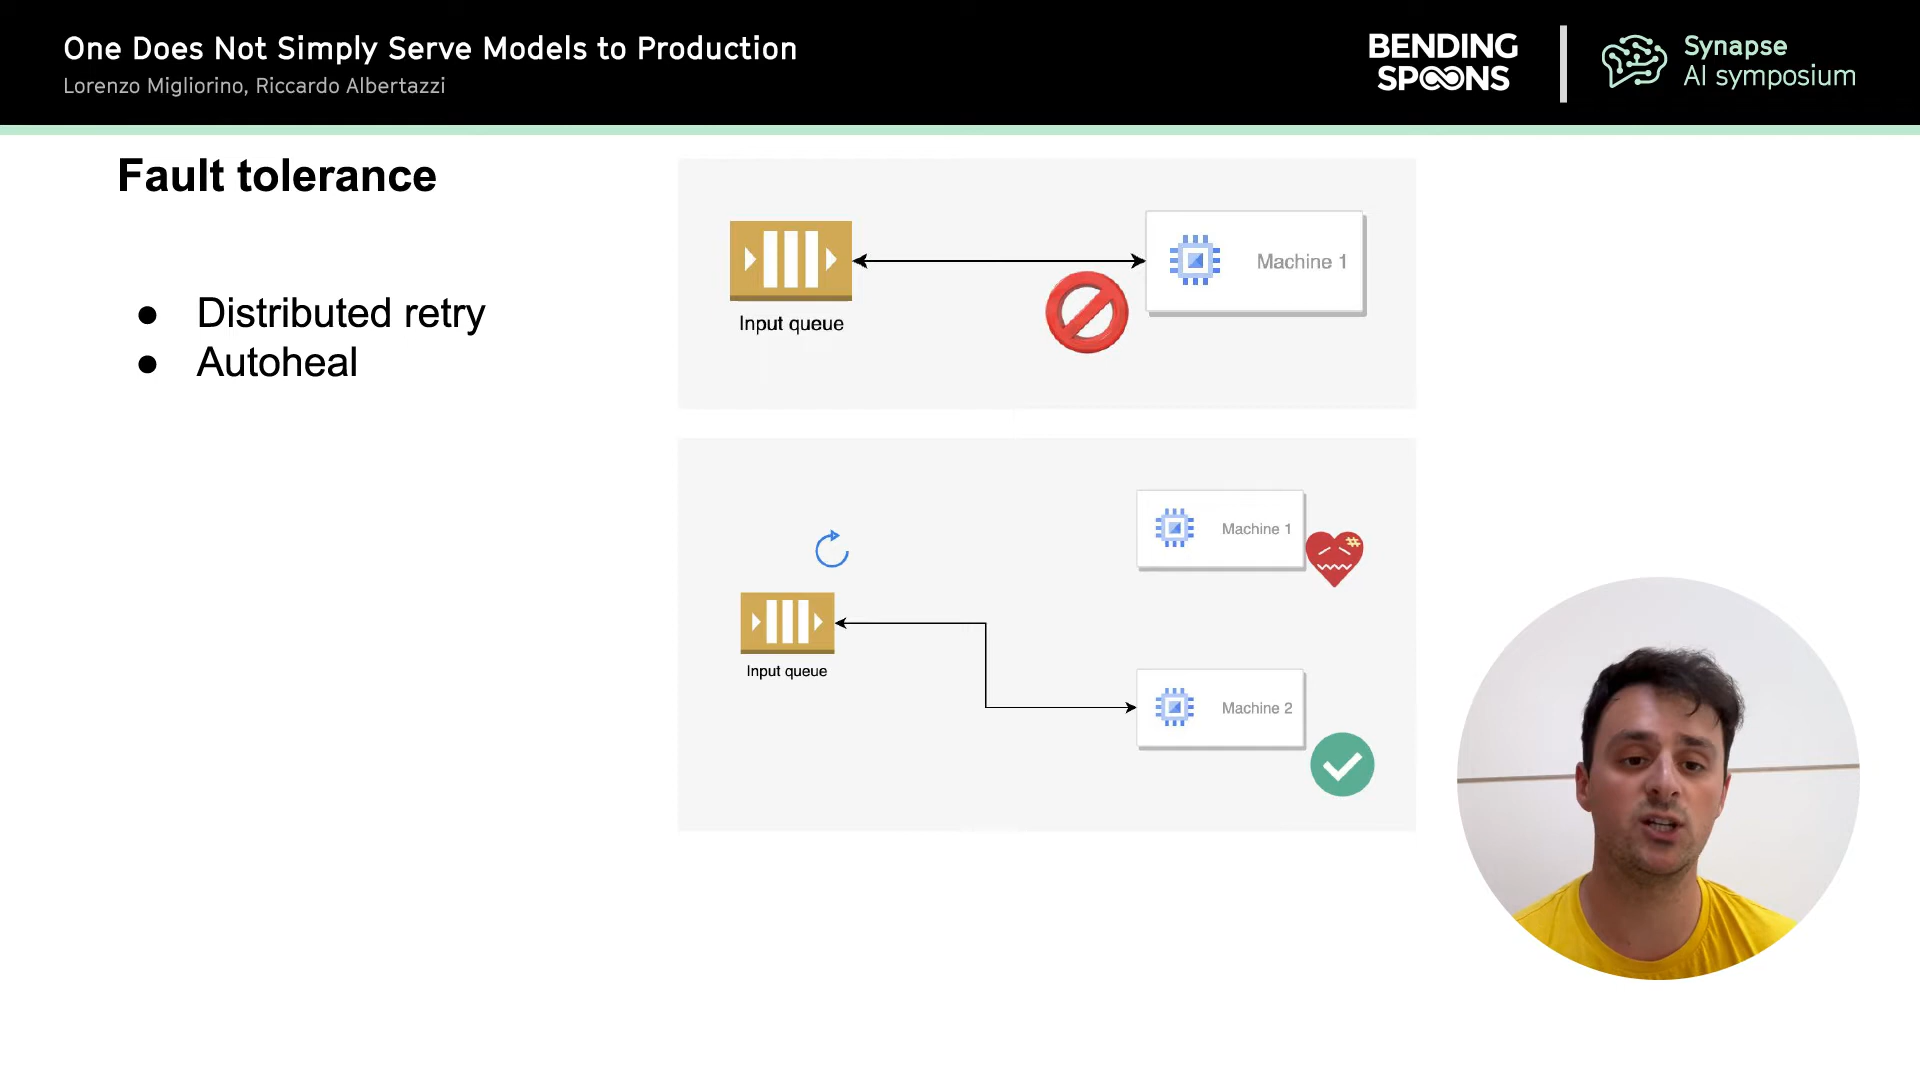 One Does Not Simply Serve Models to Production
Lorenzo Migliorino, Riccardo Albertazzi
BENDING
SPOONS
Synapse
AI symposium
Fault tolerance
● Distributed retry
● Autoheal
Input queue
Machine 1
Machine 1
Input queue
Machine 2